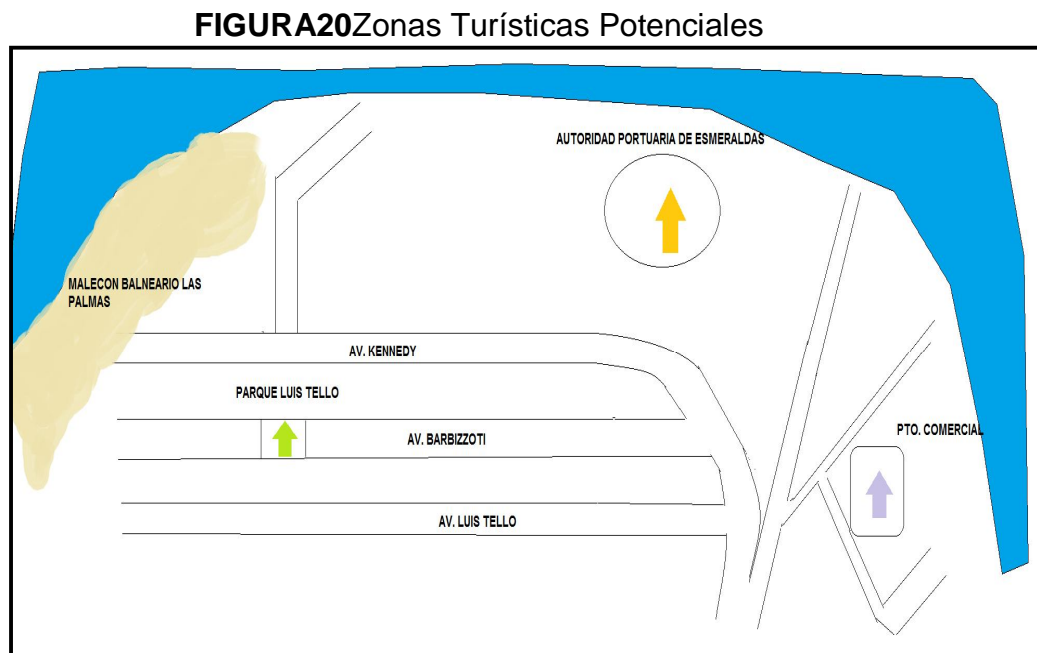 FIGURA20Zonas Turísticas Potenciales
AUTORIDAD PORTUARIA DE ESMERALDAS
MALECON BALNEARIO LAS
PALMAS
AV. KENNEDY
PARQUE LUIS TELLO
AV. BARBIZZOTI
PTO. COMERCIAL
AV. LUIS TELLO